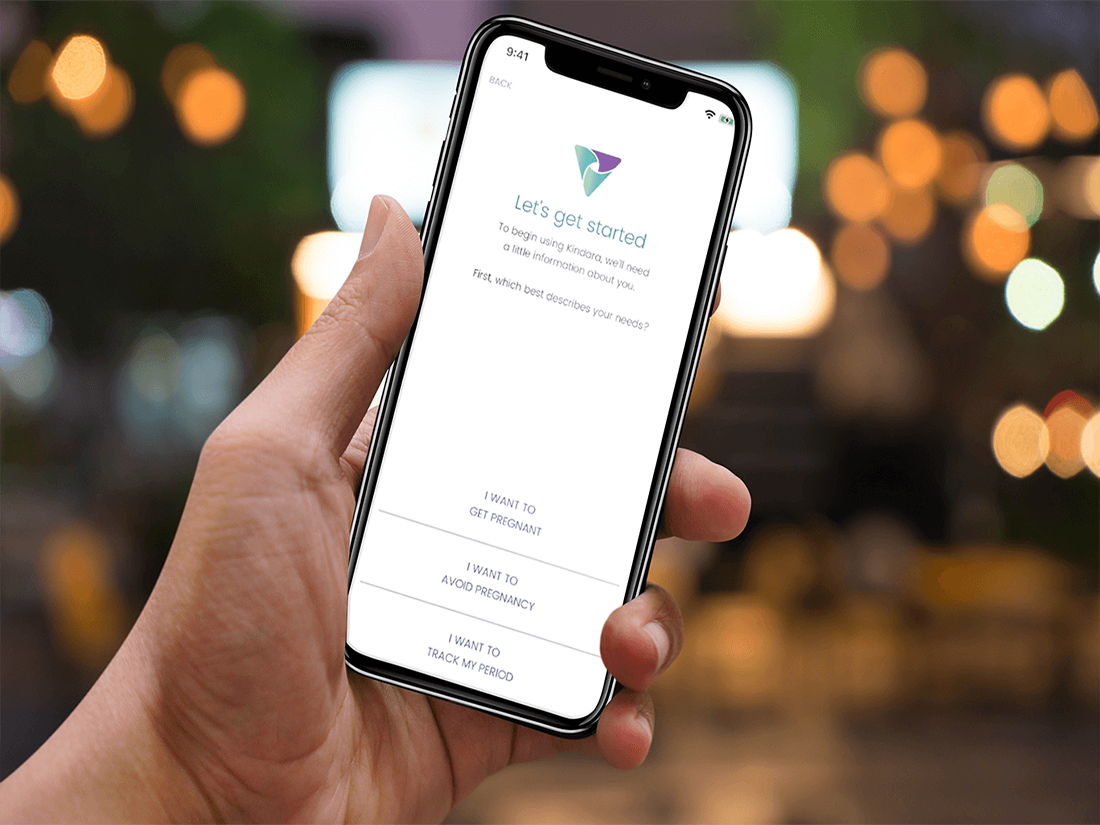 9:41
BACK
Let's get started
To begin using Kindara, we'll need
a little information about you.
First, which best describes your needs?
I WANT TO
GET PREGNANT
I WANT TO
AVOID PREGNANCY
I WANT TO
TRACK MY PERIOD